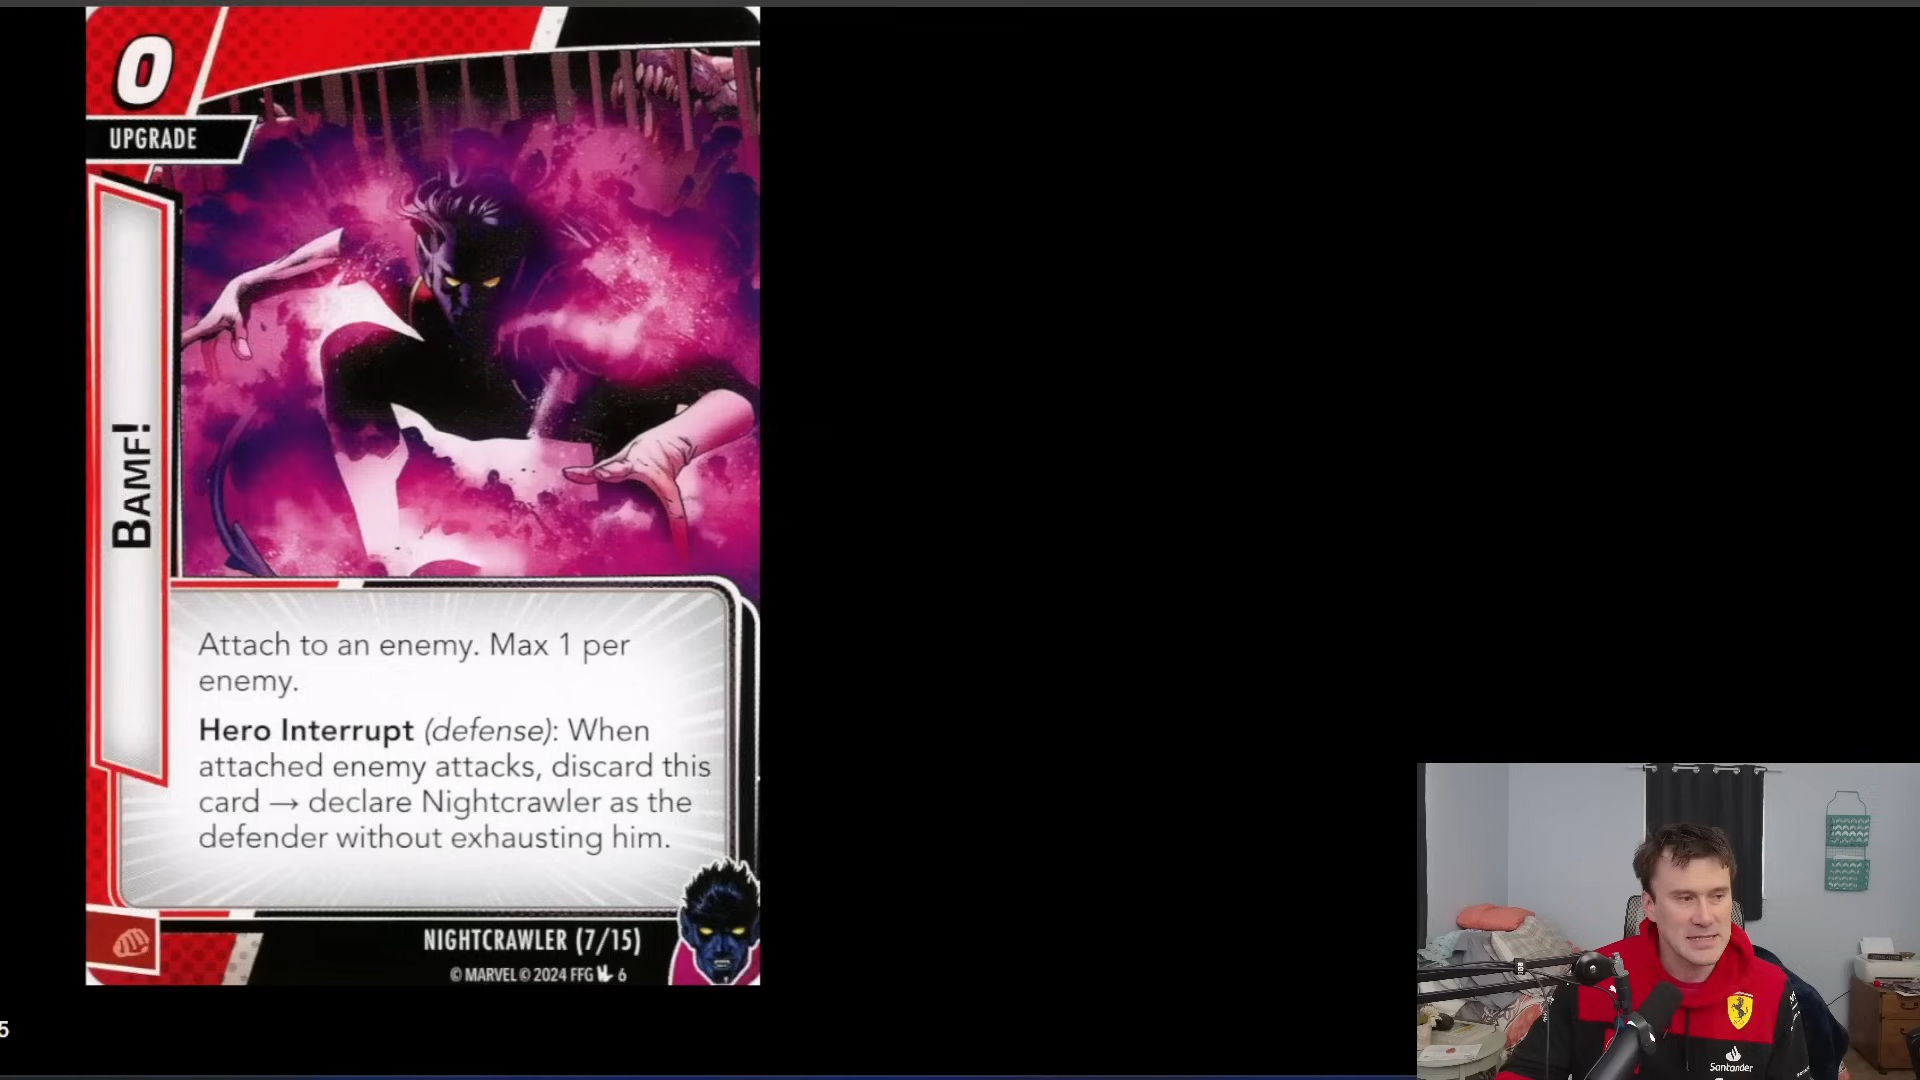 0
UPGRADE
BAMF!
Attach to an enemy. Max 1 per
enemy.
Hero Interrupt (defense): When
attached enemy attacks, discard this
card → declare Nightcrawler as the
defender without exhausting him.
NIGHTCRAWLER (7/15)
© MARVEL © 2024 FFG 6
5
Santander